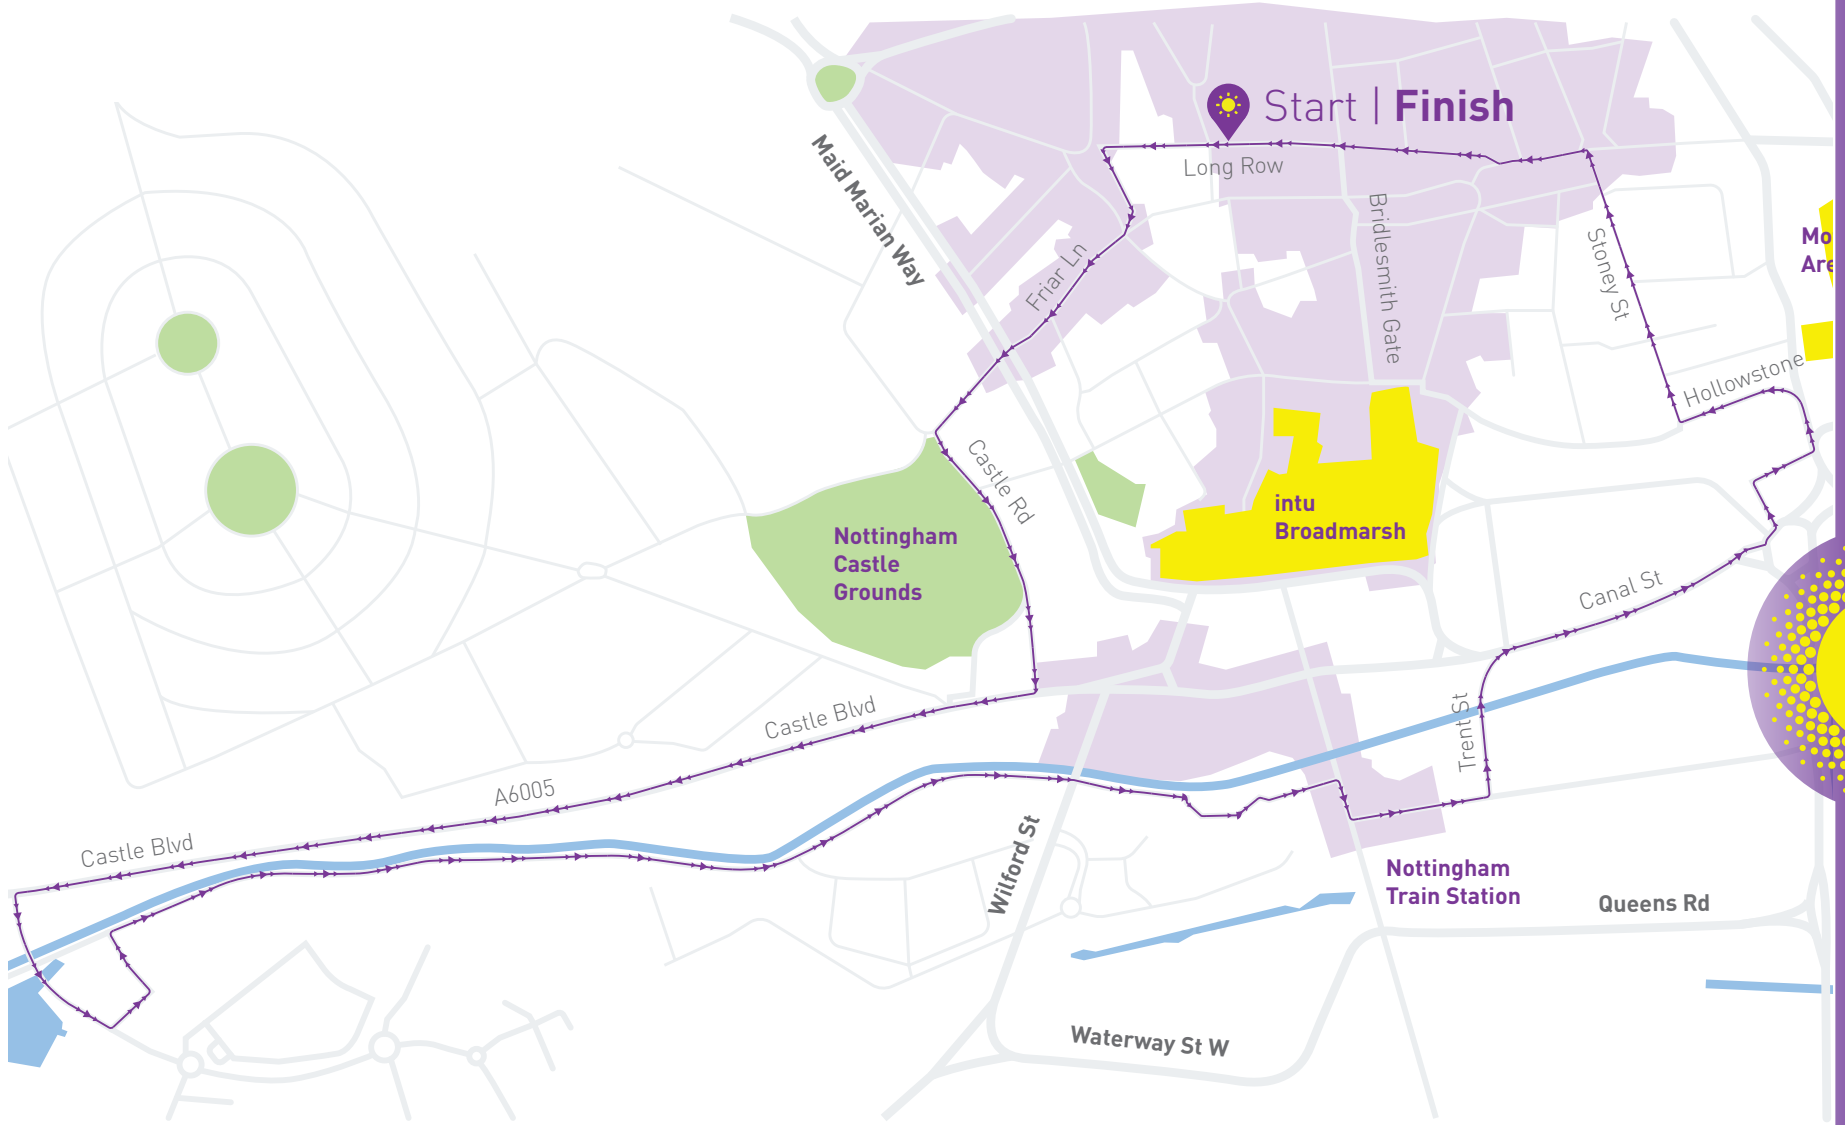 Start | Finish
Long Row
Maid Marian Way
Bridlesmith Gate
Friar Ln
Stoney St
Mo
Are
Hollowstone
Castle Rd
intu
Broadmarsh
Nottingham
Castle
Grounds
Canal St
Trent St
Castle Blvd
A6005
Castle Blvd
Wilford St
Nottingham
Train Station
Queens Rd
Waterway St W